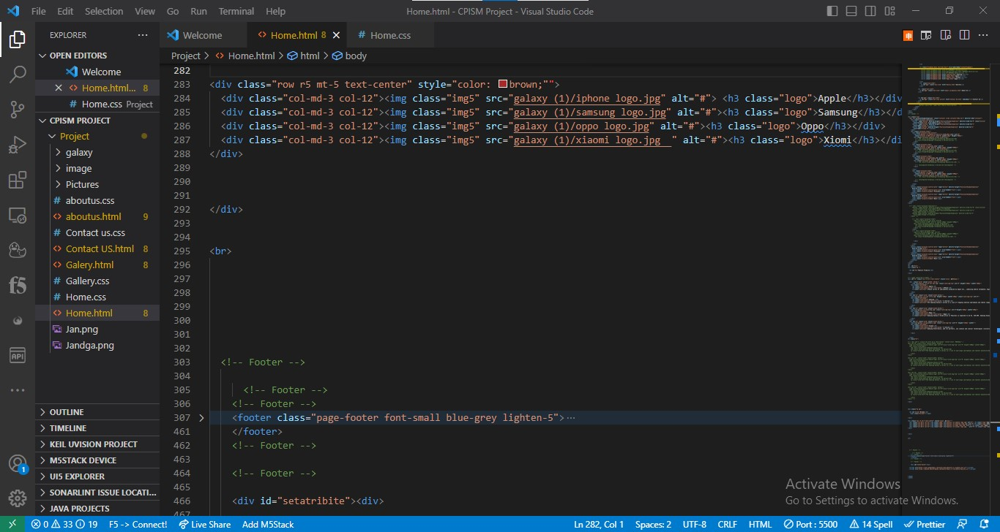 File Edit Selection View Go Run Terminal Help Home.html - CPISM Project - Visual Studio Code
EXPLORER
OPEN EDITORS
Welcome
Home.html... 8
Home.css Project
CPISM PROJECT
Project
galaxy
image
Pictures
aboutus.css
aboutus.html 9
Contact us.css
Contact US.html 8
Galery.html 8
Gallery.css
Home.css
Home.html 8
Jan.png
Jandga.png
OUTLINE
TIMELINE
KEIL UVISION PROJECT
M5STACK DEVICE
UI5 EXPLORER
SONARLINT ISSUE LOCATI...
JAVA PROJECTS
f5
API
1
Welcome Home.html 8 Home.css
Project > Home.html > html > body
282
283 <div class="row r5 mt-5 text-center" style="color: brown;"">
284 <div class="col-md-3 col-12"><img class="img5" src="galaxy (1)/iphone logo.jpg" alt="#"> <h3 class="logo">Apple</h3></div
285 <div class="col-md-3 col-12"><img class="img5" src="galaxy (1)/samsung logo.jpg" alt="#"><h3 class="logo">Samsung</h3></d
286 <div class="col-md-3 col-12"><img class="img5" src="galaxy (1)/oppo logo.jpg" alt="#"><h3 class="logo">Oppo</h3></div>
287 <div class="col-md-3 col-12"><img class="img5" src="galaxy (1)/xiaomi logo.jpg  " alt="#"><h3 class="logo">Xiomi</h3></di
288 </div>
289
290
291
292 </div>
293
294
295 <br>
296
297
298
299
300
301
302
303 <!-- Footer -->
304
305 <!-- Footer -->
306 <!-- Footer -->
307 <footer class="page-footer font-small blue-grey lighten-5">...
461 </footer>
462 <!-- Footer -->
463
464 <!-- Footer -->
465
466 <div id="setatribite"><div>
467
Activate Windows
Go to Settings to activate Windows.
0 33 19 F5 -> Connect! Live Share Add M5Stack Ln 282, Col 1 Spaces: 2 UTF-8 CRLF HTML Port : 5500 14 Spell Prettier